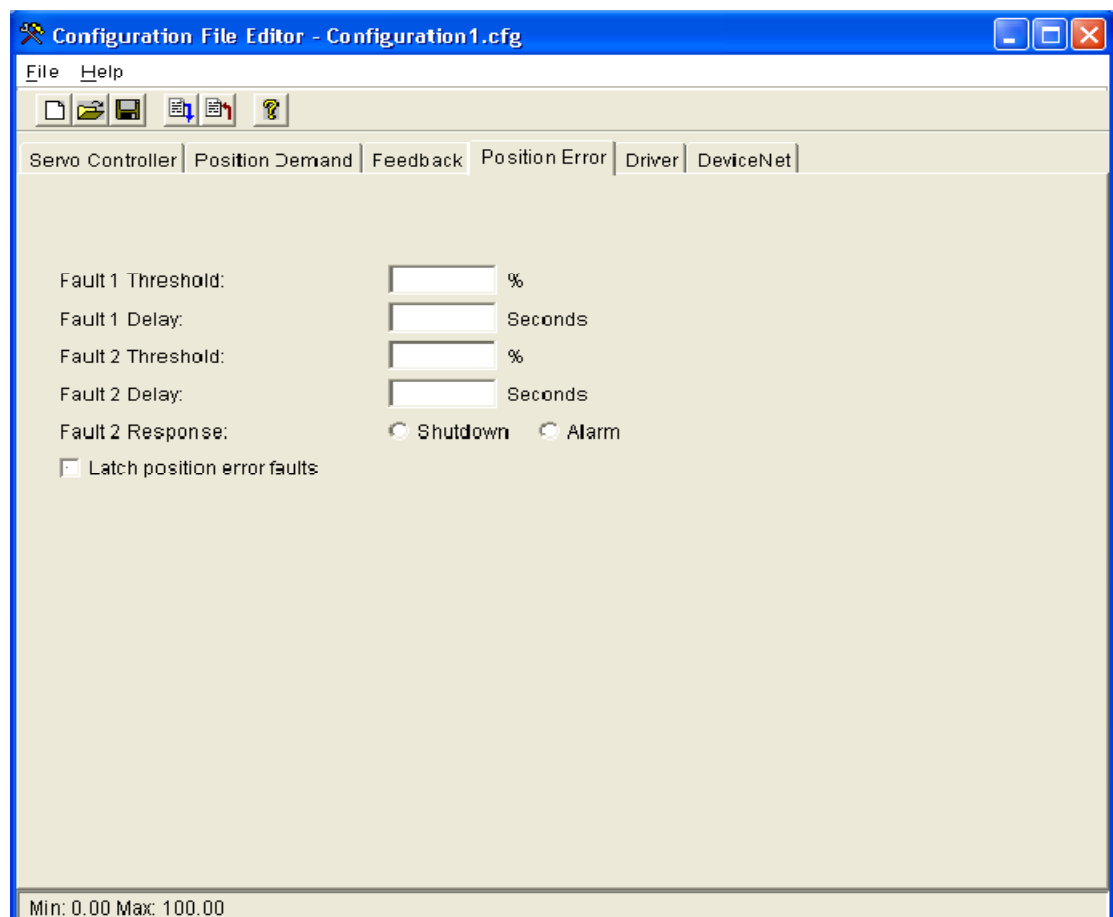 Configuration File Editor - Configuration1.cfg
File Help
Servo Controller Position Demand Feedback Position Error Driver DeviceNet
Fault 1 Threshold: %
Fault 1 Delay: Seconds
Fault 2 Threshold: %
Fault 2 Delay: Seconds
Fault 2 Response: Shutdown Alarm
Latch position error faults
Min: 0.00 Max: 100.00